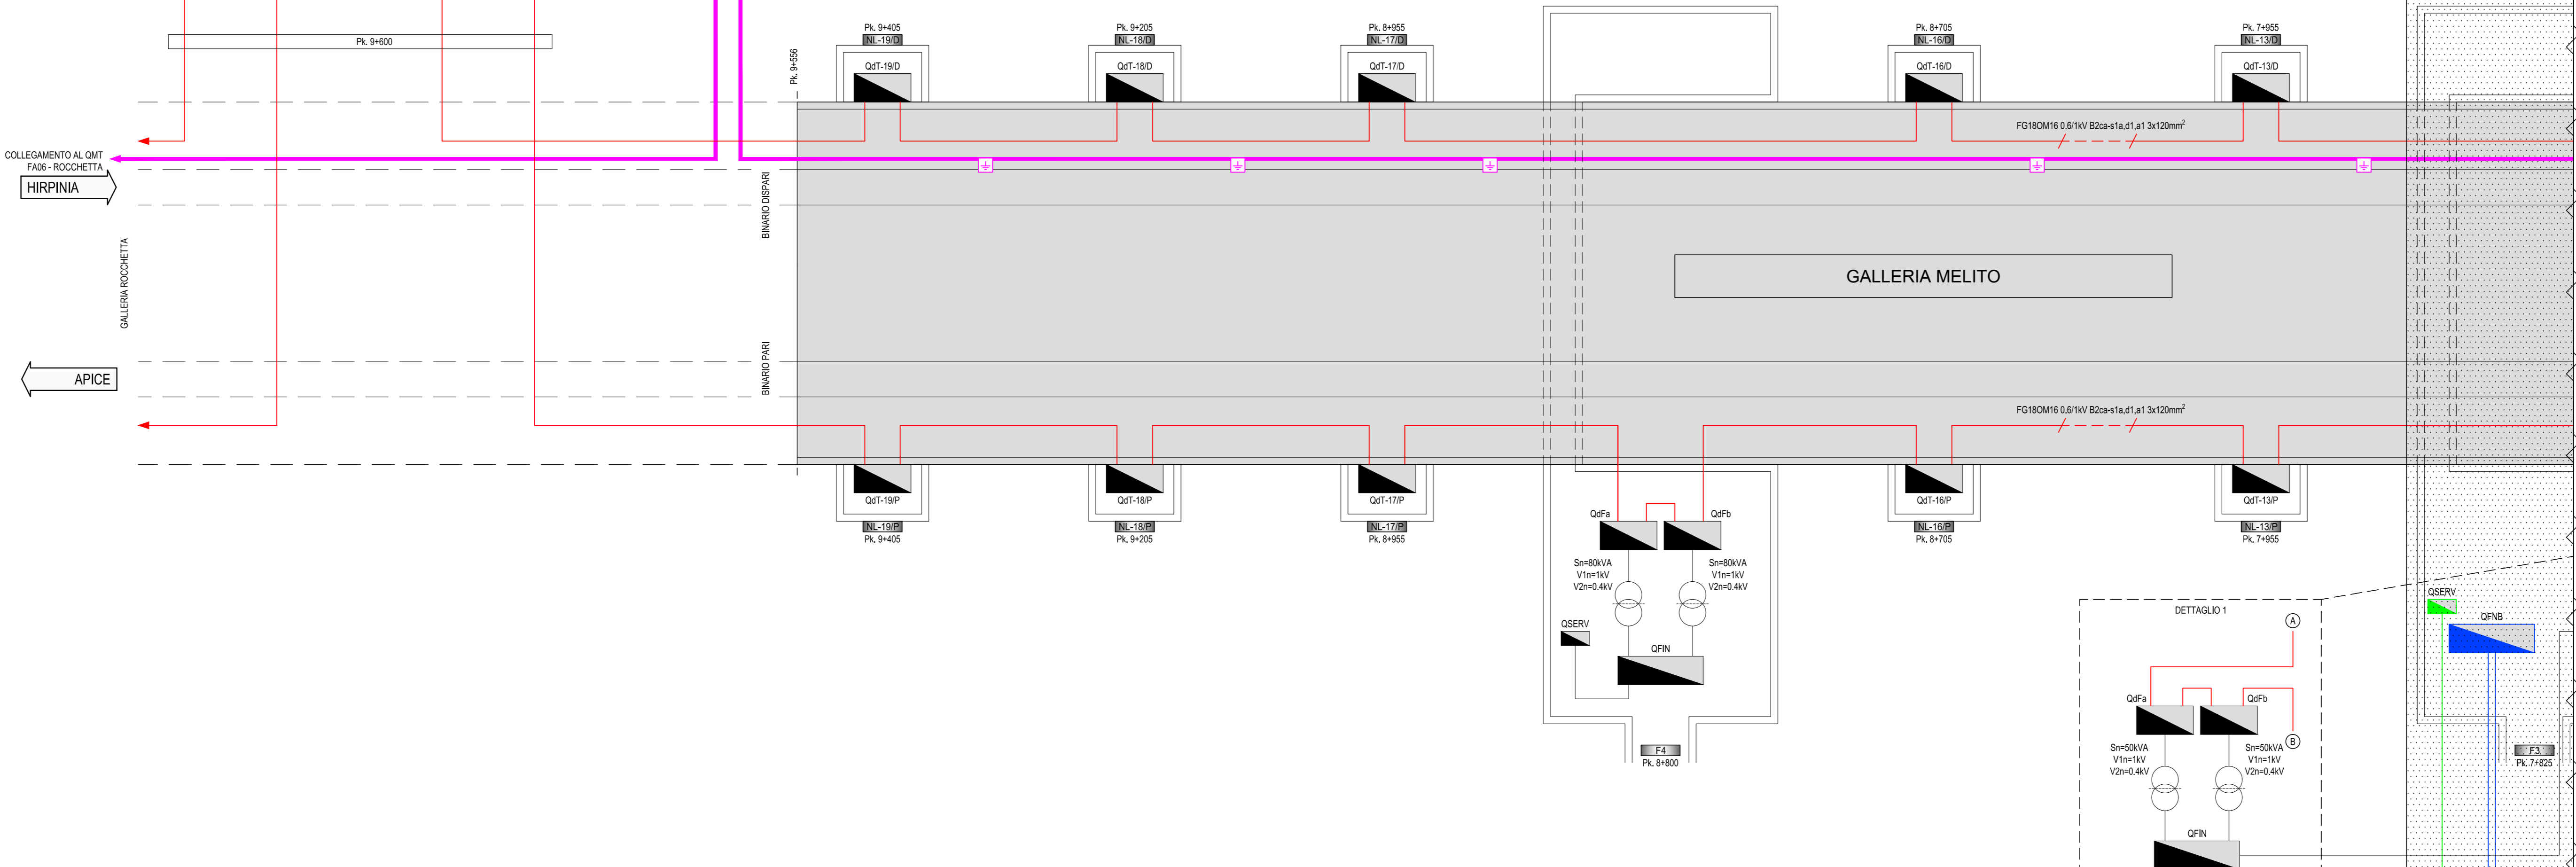 Pk. 9+600
Pk. 9+556
Pk. 9+405
NL-19/D
QdT-19/D
Pk. 9+205
NL-18/D
QdT-18/D
Pk. 8+955
NL-17/D
QdT-17/D
Pk. 8+705
NL-16/D
QdT-16/D
Pk. 7+955
NL-13/D
QdT-13/D
FG18OM16 0.6/1kV B2ca-s1a,d1,a1 3x120mm²
COLLEGAMENTO AL QMT
FA06 - ROCCHETTA
HIRPINIA
BINARIO DISPARI
GALLERIA ROCCHETTA
GALLERIA MELITO
BINARIO PARI
APICE
FG18OM16 0.6/1kV B2ca-s1a,d1,a1 3x120mm²
QdT-19/P
NL-19/P
Pk. 9+405
QdT-18/P
NL-18/P
Pk. 9+205
QdT-17/P
NL-17/P
Pk. 8+955
QdT-16/P
NL-16/P
Pk. 8+705
QdT-13/P
NL-13/P
Pk. 7+955
QdFa
QdFb
Sn=80kVA
V1n=1kV
V2n=0.4kV
Sn=80kVA
V1n=1kV
V2n=0.4kV
QSERV
QFIN
F4
Pk. 8+800
DETTAGLIO 1
A
QdFa
QdFb
B
Sn=50kVA
V1n=1kV
V2n=0.4kV
Sn=50kVA
V1n=1kV
V2n=0.4kV
QFIN
QSERV
QFNB
F3
Pk. 7+825